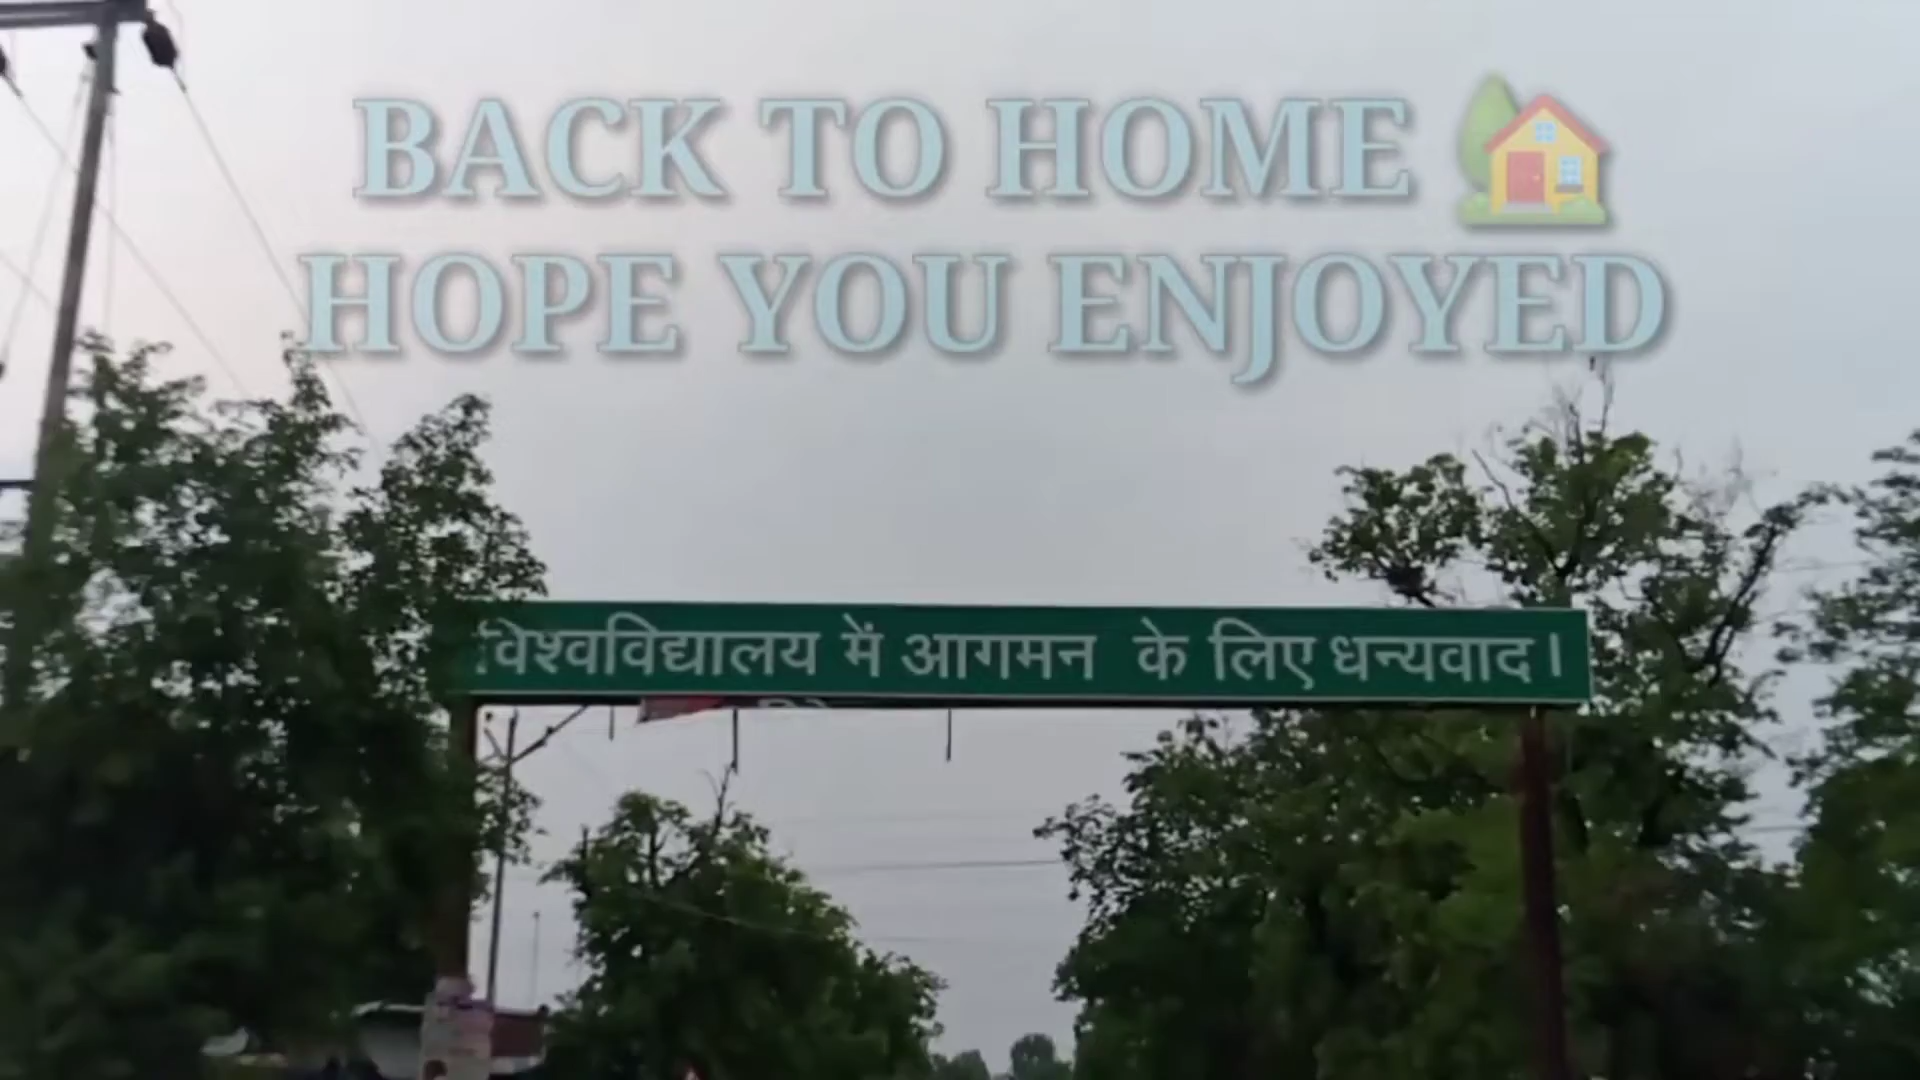 BACK TO HOME 🏡
HOPE YOU ENJOYED
विश्वविद्यालय में आगमन के लिए धन्यवाद।